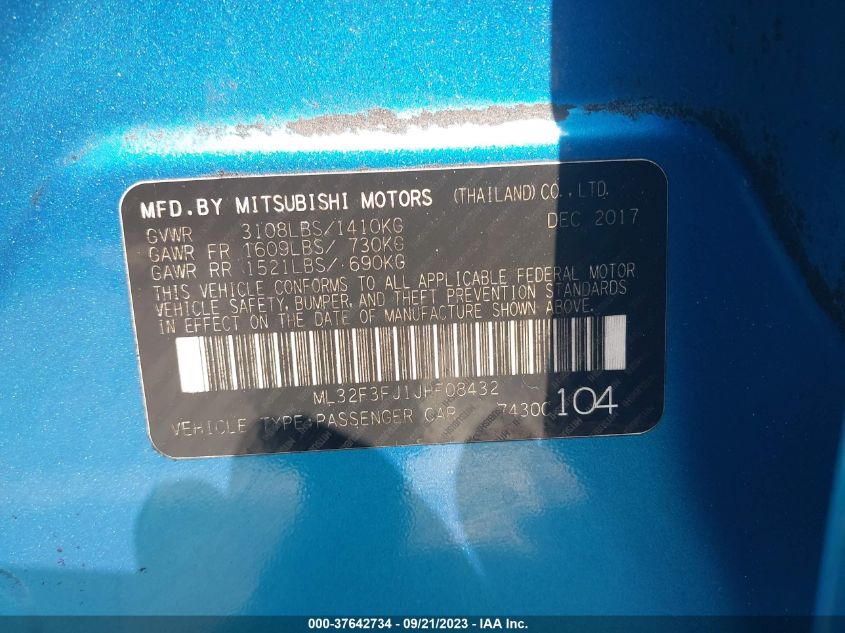 MFD.BY MITSUBISHI MOTORS (THAILAND) CO.,LTD.
GVWR 3108LBS/1410KG DEC 2017
GAWR FR 1609LBS/ 730KG
GAWR RR 1521LBS/ 690KG
THIS VEHICLE CONFORMS TO ALL APPLICABLE FEDERAL MOTOR
VEHICLE SAFETY, BUMPER, AND THEFT PREVENTION STANDARDS
IN EFFECT ON THE DATE OF MANUFACTURE SHOWN ABOVE.
ML32F3FJ1JHF08432
VEHICLE TYPE:PASSENGER CAR 7430C 104
000-37642734 - 09/21/2023 - IAA Inc.